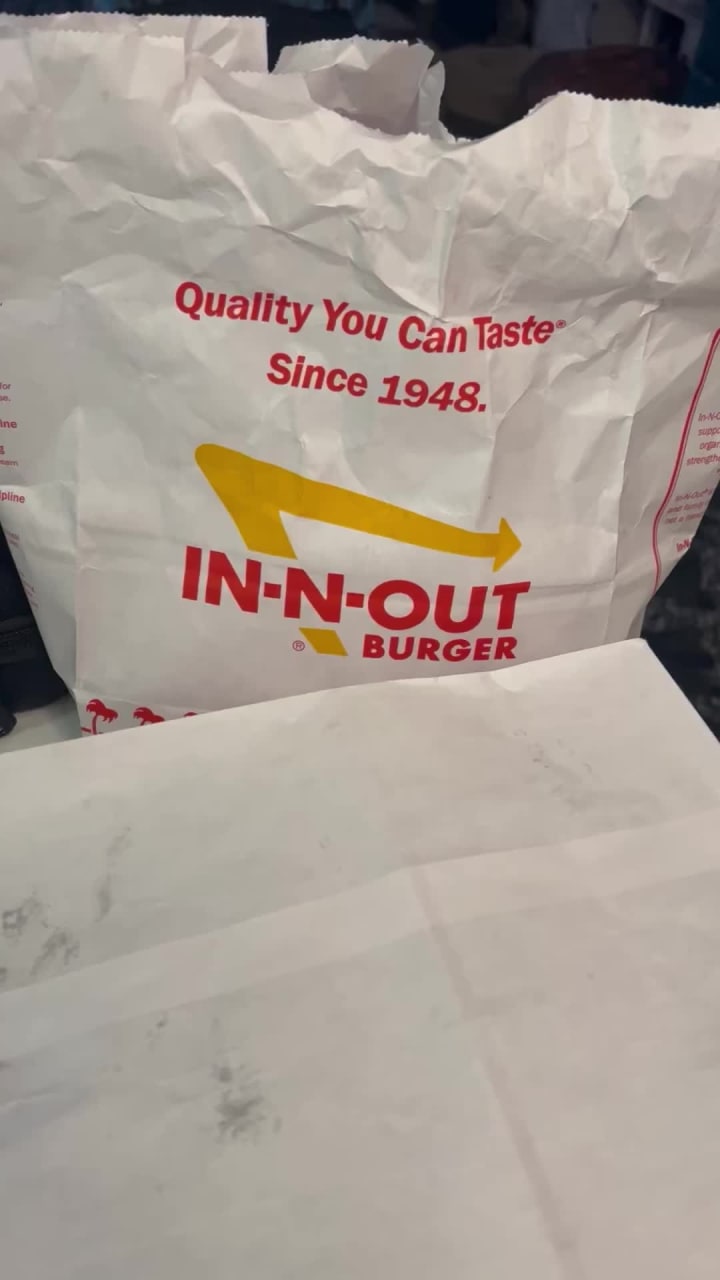 Quality You Can Taste®
Since 1948.
IN-N-OUT
® BURGER